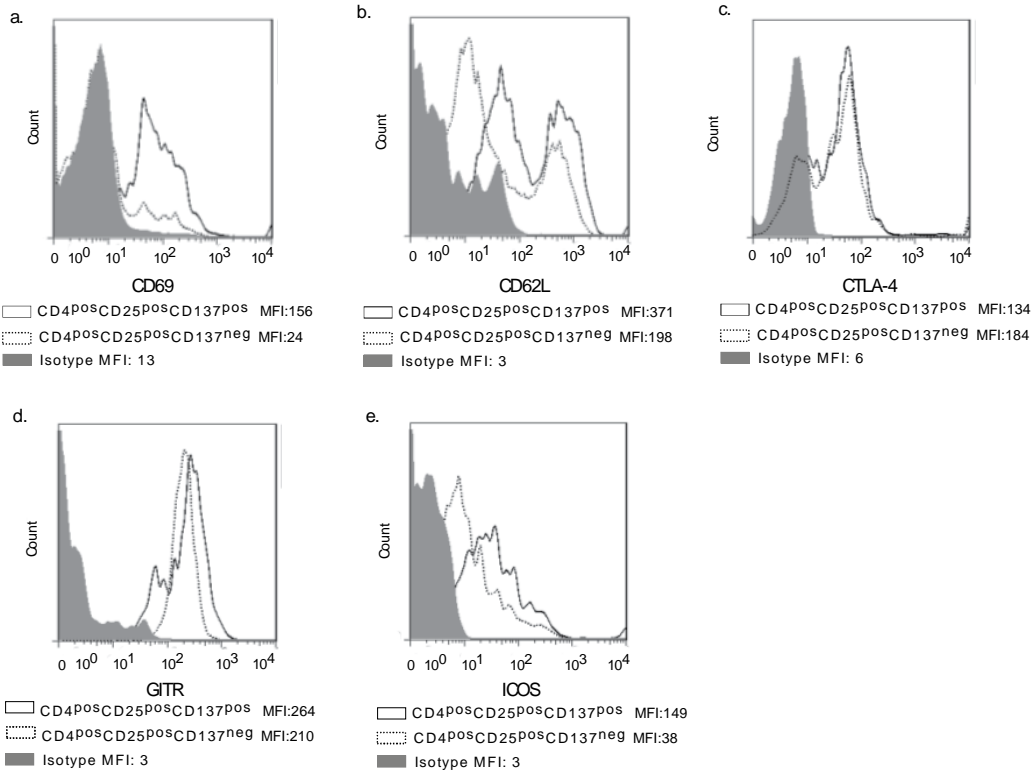 a.
Count
0 10⁰ 10¹ 10² 10³ 10⁴
CD69
CD4posCD25posCD137pos MFI:156
CD4posCD25posCD137neg MFI:24
Isotype MFI: 13
b.
Count
0 10⁰ 10¹ 10² 10³ 10⁴
CD62L
CD4posCD25posCD137pos MFI:371
CD4posCD25posCD137neg MFI:198
Isotype MFI: 3
c.
Count
0 10⁰ 10¹ 10² 10³ 10⁴
CTLA-4
CD4posCD25posCD137pos MFI:134
CD4posCD25posCD137neg MFI:184
Isotype MFI: 6
d.
Count
0 10⁰ 10¹ 10² 10³ 10⁴
GITR
CD4posCD25posCD137pos MFI:264
CD4posCD25posCD137neg MFI:210
Isotype MFI: 3
e.
Count
0 10⁰ 10¹ 10² 10³ 10⁴
ICOS
CD4posCD25posCD137pos MFI:149
CD4posCD25posCD137neg MFI:38
Isotype MFI: 3